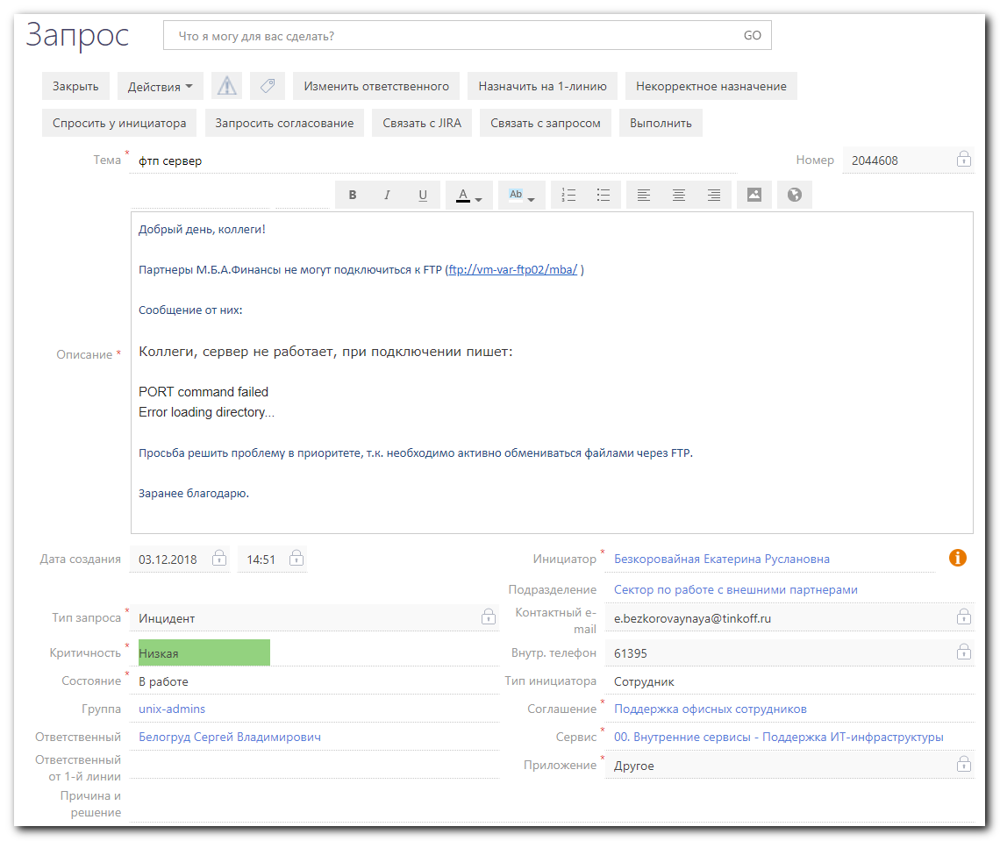 Запрос
Что я могу для вас сделать? GO
Закрыть Действия Изменить ответственного Назначить на 1-линию Некорректное назначение
Спросить у инициатора Запросить согласование Связать с JIRA Связать с запросом Выполнить
Тема * фтп сервер Номер 2044608
B I U A Ab
Добрый день, коллеги!
Партнеры М.Б.А.Финансы не могут подключиться к FTP (ftp://vm-var-ftp02/mba/ )
Сообщение от них:
Описание * Коллеги, сервер не работает, при подключении пишет:
PORT command failed
Error loading directory...
Просьба решить проблему в приоритете, т.к. необходимо активно обмениваться файлами через FTP.
Заранее благодарю.
Дата создания 03.12.2018 14:51 Инициатор * Безкоровайная Екатерина Руслановна
Подразделение Сектор по работе с внешними партнерами
Тип запроса * Инцидент Контактный e-
mail e.bezkorovaynaya@tinkoff.ru
Критичность * Низкая Внутр. телефон 61395
Состояние * В работе Тип инициатора Сотрудник
Группа unix-admins Соглашение * Поддержка офисных сотрудников
Ответственный Белогруд Сергей Владимирович Сервис * 00. Внутренние сервисы - Поддержка ИТ-инфраструктуры
Ответственный
от 1-й линии Приложение * Другое
Причина и
решение